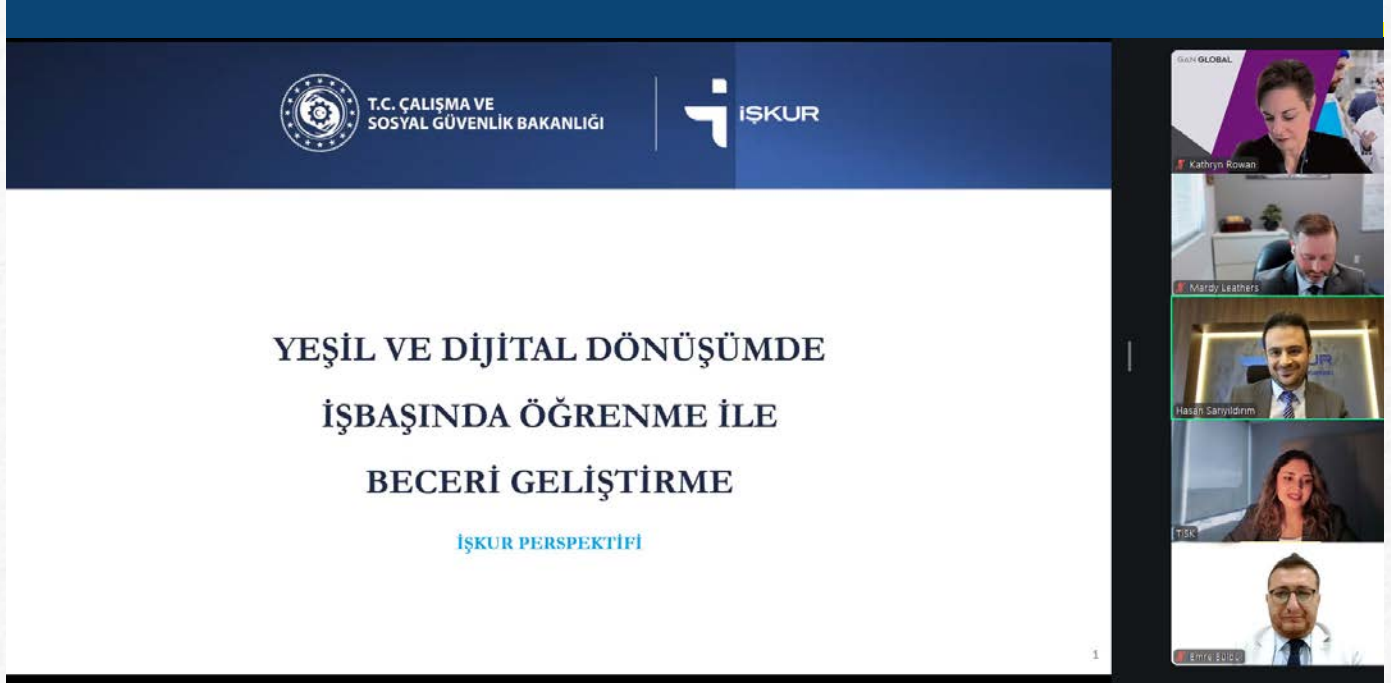 T.C. ÇALIŞMA VE
SOSYAL GÜVENLİK BAKANLIĞI
İŞKUR
YEŞİL VE DİJİTAL DÖNÜŞÜMDE
İŞBAŞINDA ÖĞRENME İLE
BECERİ GELİŞTİRME
İŞKUR PERSPEKTİFİ
1
GAN GLOBAL
Kathryn Rowan
Mardy Leathers
Hasan Sarıyıldırım
TİSK
Emre